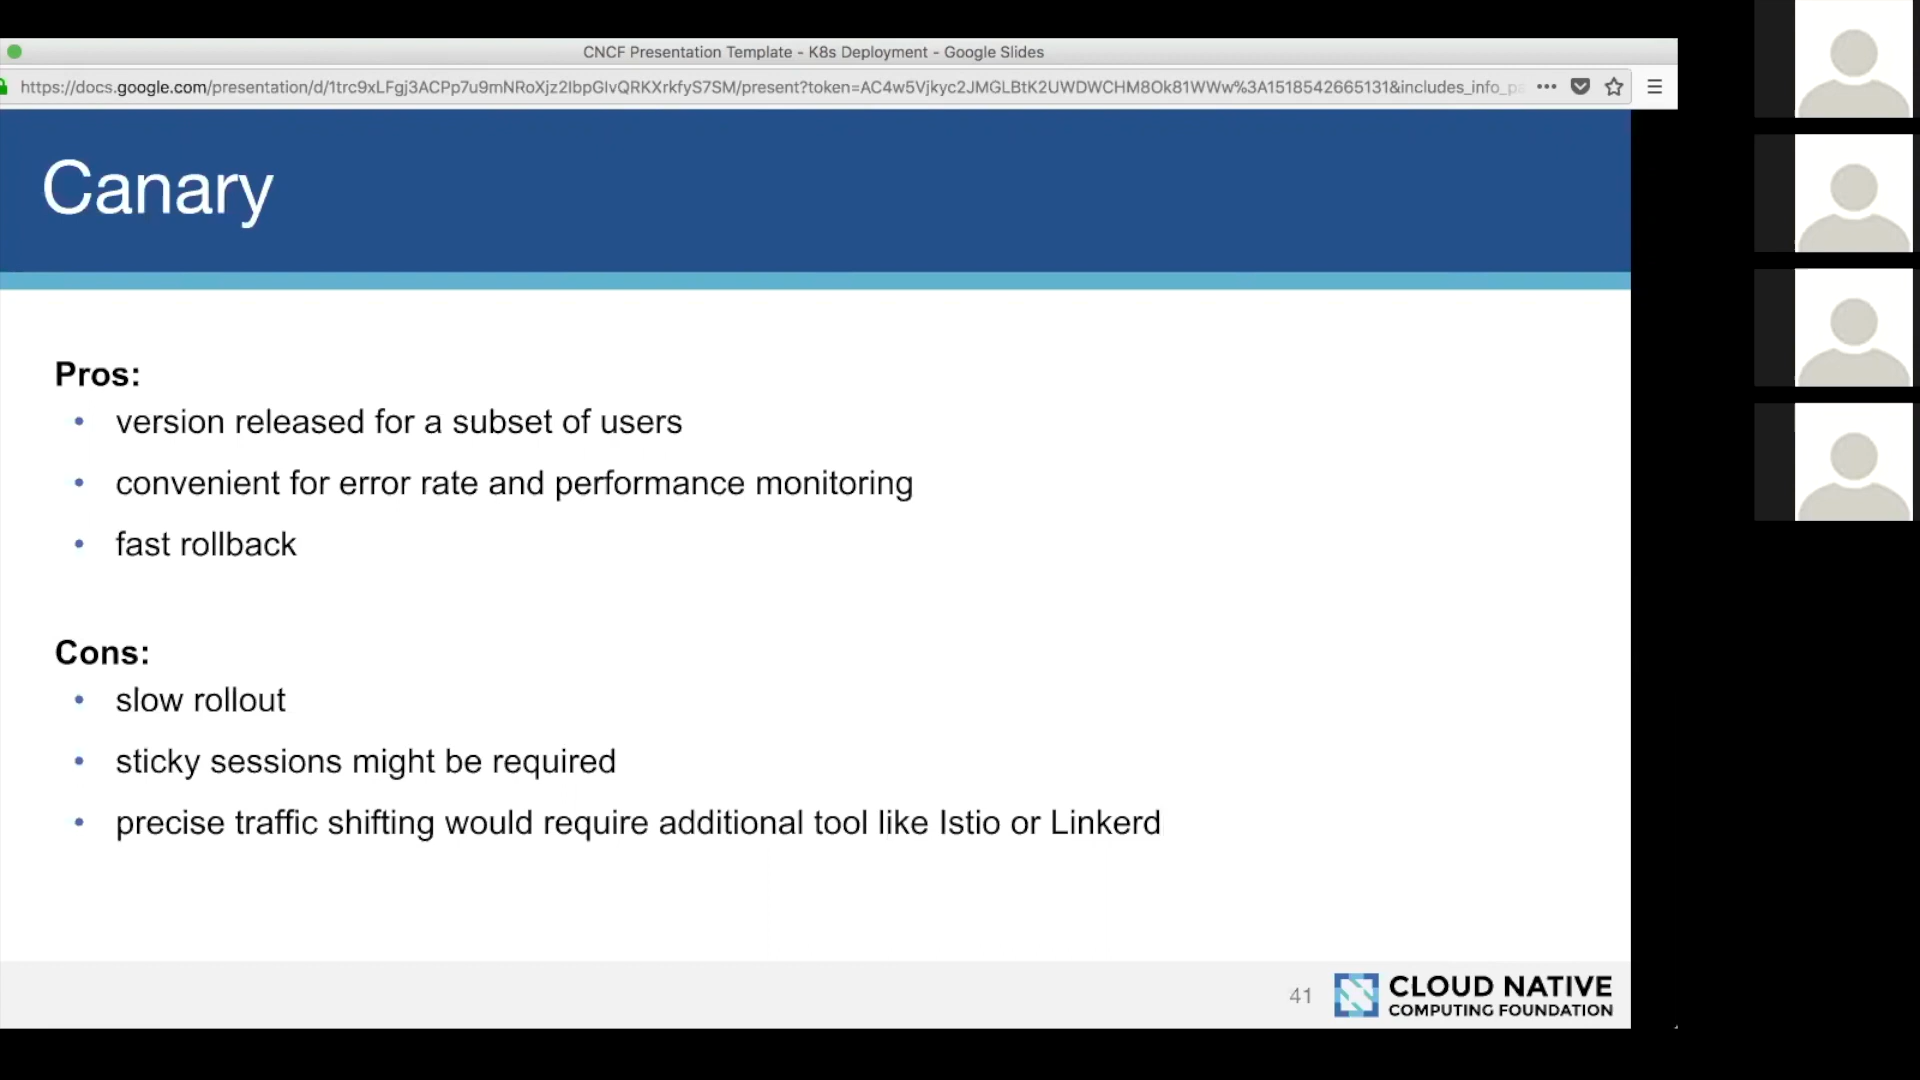 CNCF Presentation Template - K8s Deployment - Google Slides
https://docs.google.com/presentation/d/1trc9xLFgj3ACPp7u9mNRoXjz2IbpGIvQRKXrkfyS7SM/present?token=AC4w5Vjkyc2JMGLBtK2UWDWCHM8Ok81WWw%3A1518542665131&includes_info_pa
Canary
Pros:
• version released for a subset of users
• convenient for error rate and performance monitoring
• fast rollback
Cons:
• slow rollout
• sticky sessions might be required
• precise traffic shifting would require additional tool like Istio or Linkerd
41
CLOUD NATIVE
COMPUTING FOUNDATION